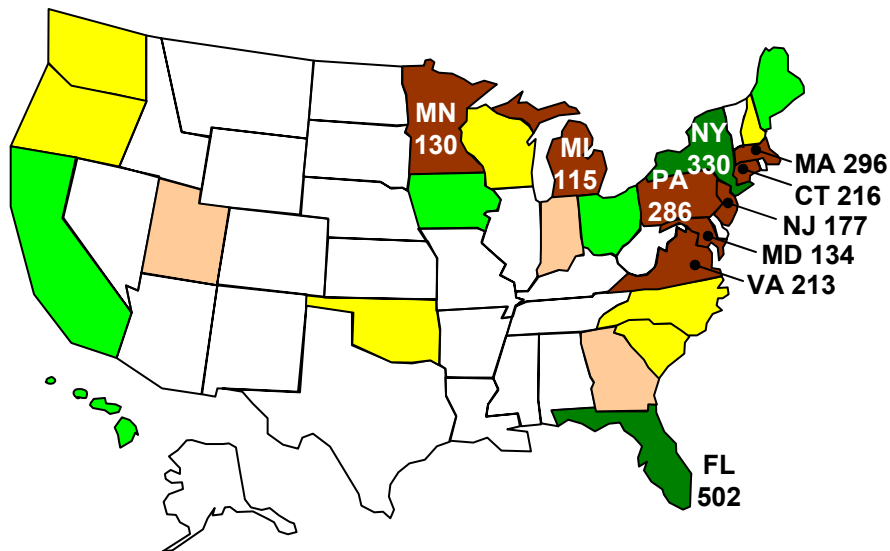 MN
130
MI
115
NY
330
PA
286
MA 296
CT 216
NJ 177
MD 134
VA 213
FL
502